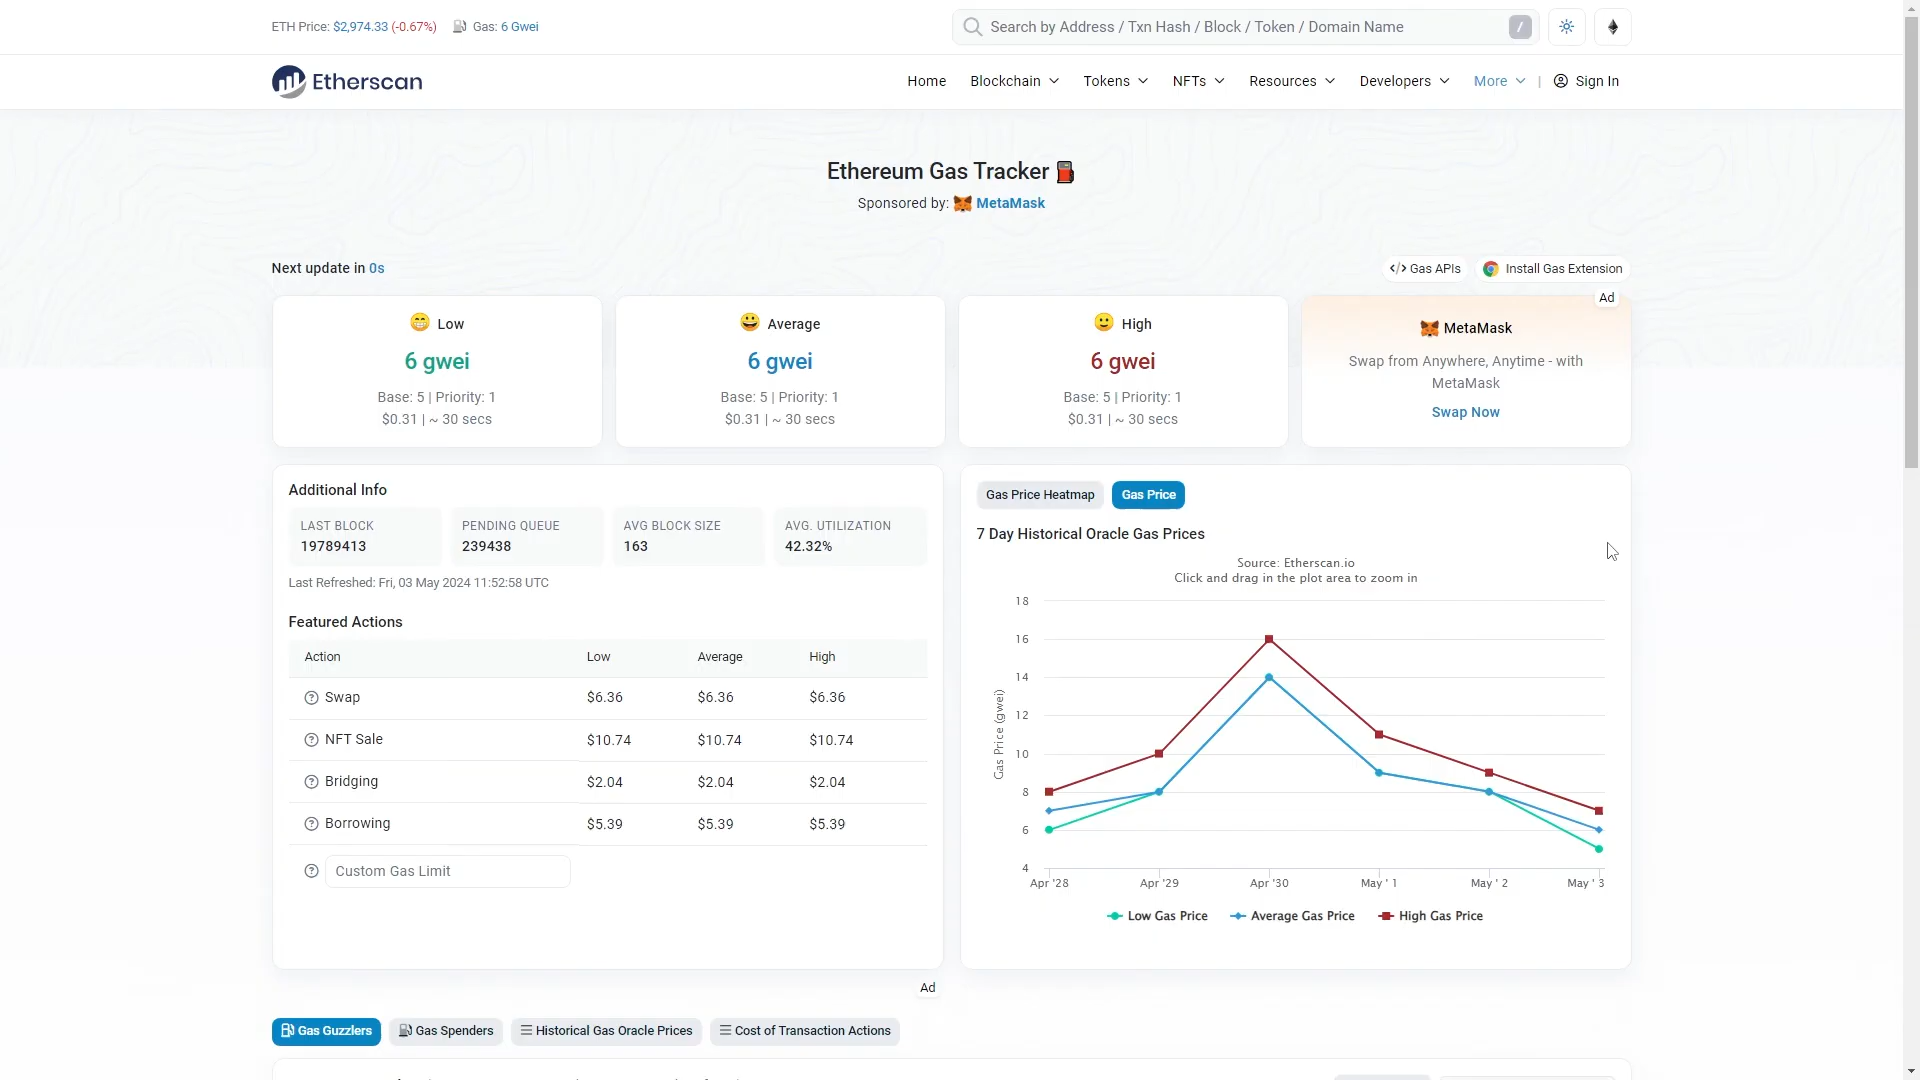 ETH Price: $2,974.33 (-0.67%) Gas: 6 Gwei
Search by Address / Txn Hash / Block / Token / Domain Name /
Etherscan
Home Blockchain Tokens NFTs Resources Developers More | Sign In
Ethereum Gas Tracker
Sponsored by: MetaMask
Next update in 0s
</> Gas APIs Install Gas Extension
Ad
Low
6 gwei
Base: 5 | Priority: 1
$0.31 | ~ 30 secs
Average
6 gwei
Base: 5 | Priority: 1
$0.31 | ~ 30 secs
High
6 gwei
Base: 5 | Priority: 1
$0.31 | ~ 30 secs
MetaMask
Swap from Anywhere, Anytime - with
MetaMask
Swap Now
Additional Info
LAST BLOCK
19789413
PENDING QUEUE
239438
AVG BLOCK SIZE
163
AVG. UTILIZATION
42.32%
Last Refreshed: Fri, 03 May 2024 11:52:58 UTC
Featured Actions
Action Low Average High
Swap $6.36 $6.36 $6.36
NFT Sale $10.74 $10.74 $10.74
Bridging $2.04 $2.04 $2.04
Borrowing $5.39 $5.39 $5.39
Custom Gas Limit
Gas Price Heatmap Gas Price
7 Day Historical Oracle Gas Prices
Source: Etherscan.io
Click and drag in the plot area to zoom in
Gas Price (gwei)
18
16
14
12
10
8
6
4
Apr '28 Apr '29 Apr '30 May ' 1 May ' 2 May ' 3
Low Gas Price Average Gas Price High Gas Price
Ad
Gas Guzzlers Gas Spenders Historical Gas Oracle Prices Cost of Transaction Actions